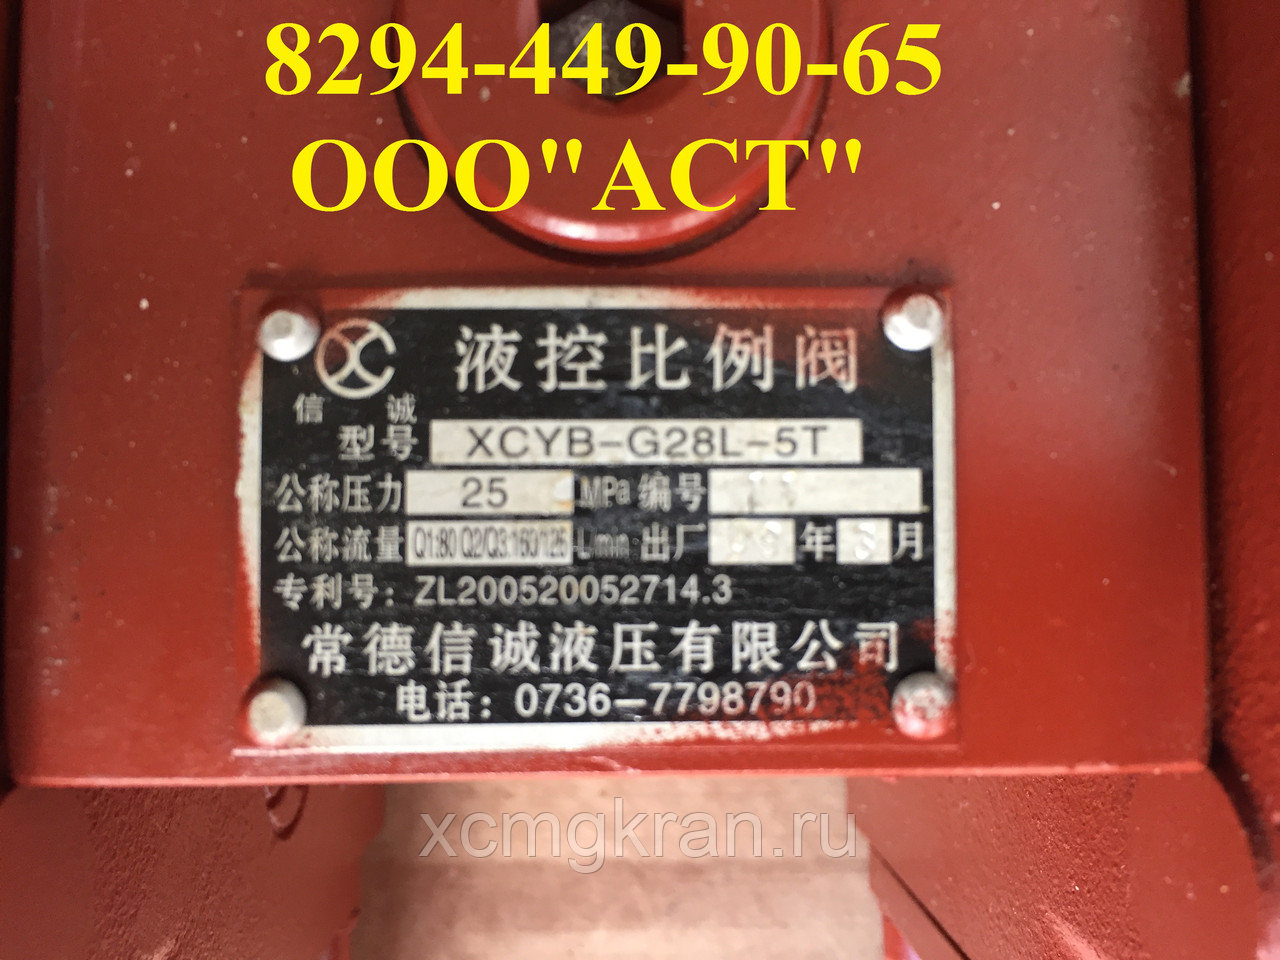 8294-449-90-65
ООО"АСТ"
液控比例阀
信 诚
型号 XCYB-G28L-5T
公称压力 25 MPa 编号
公称流量 Q1:80 Q2/Q3:160/125 L/min 出厂 年 月
专利号: ZL200520052714.3
常德信诚液压有限公司
电话: 0736-7798790
xcmgkran.ru